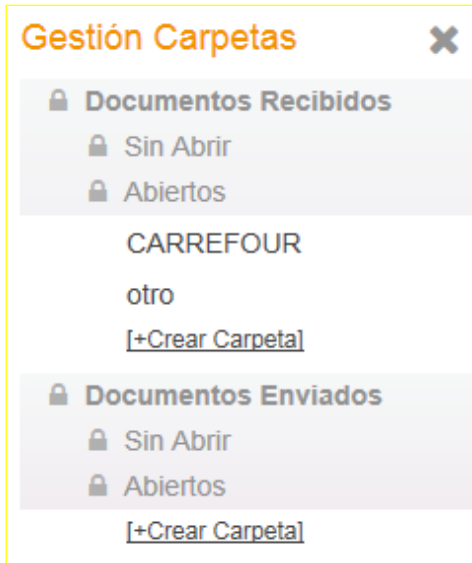 Gestión Carpetas
Documentos Recibidos
Sin Abrir
Abiertos
CARREFOUR
otro
[+Crear Carpeta]
Documentos Enviados
Sin Abrir
Abiertos
[+Crear Carpeta]